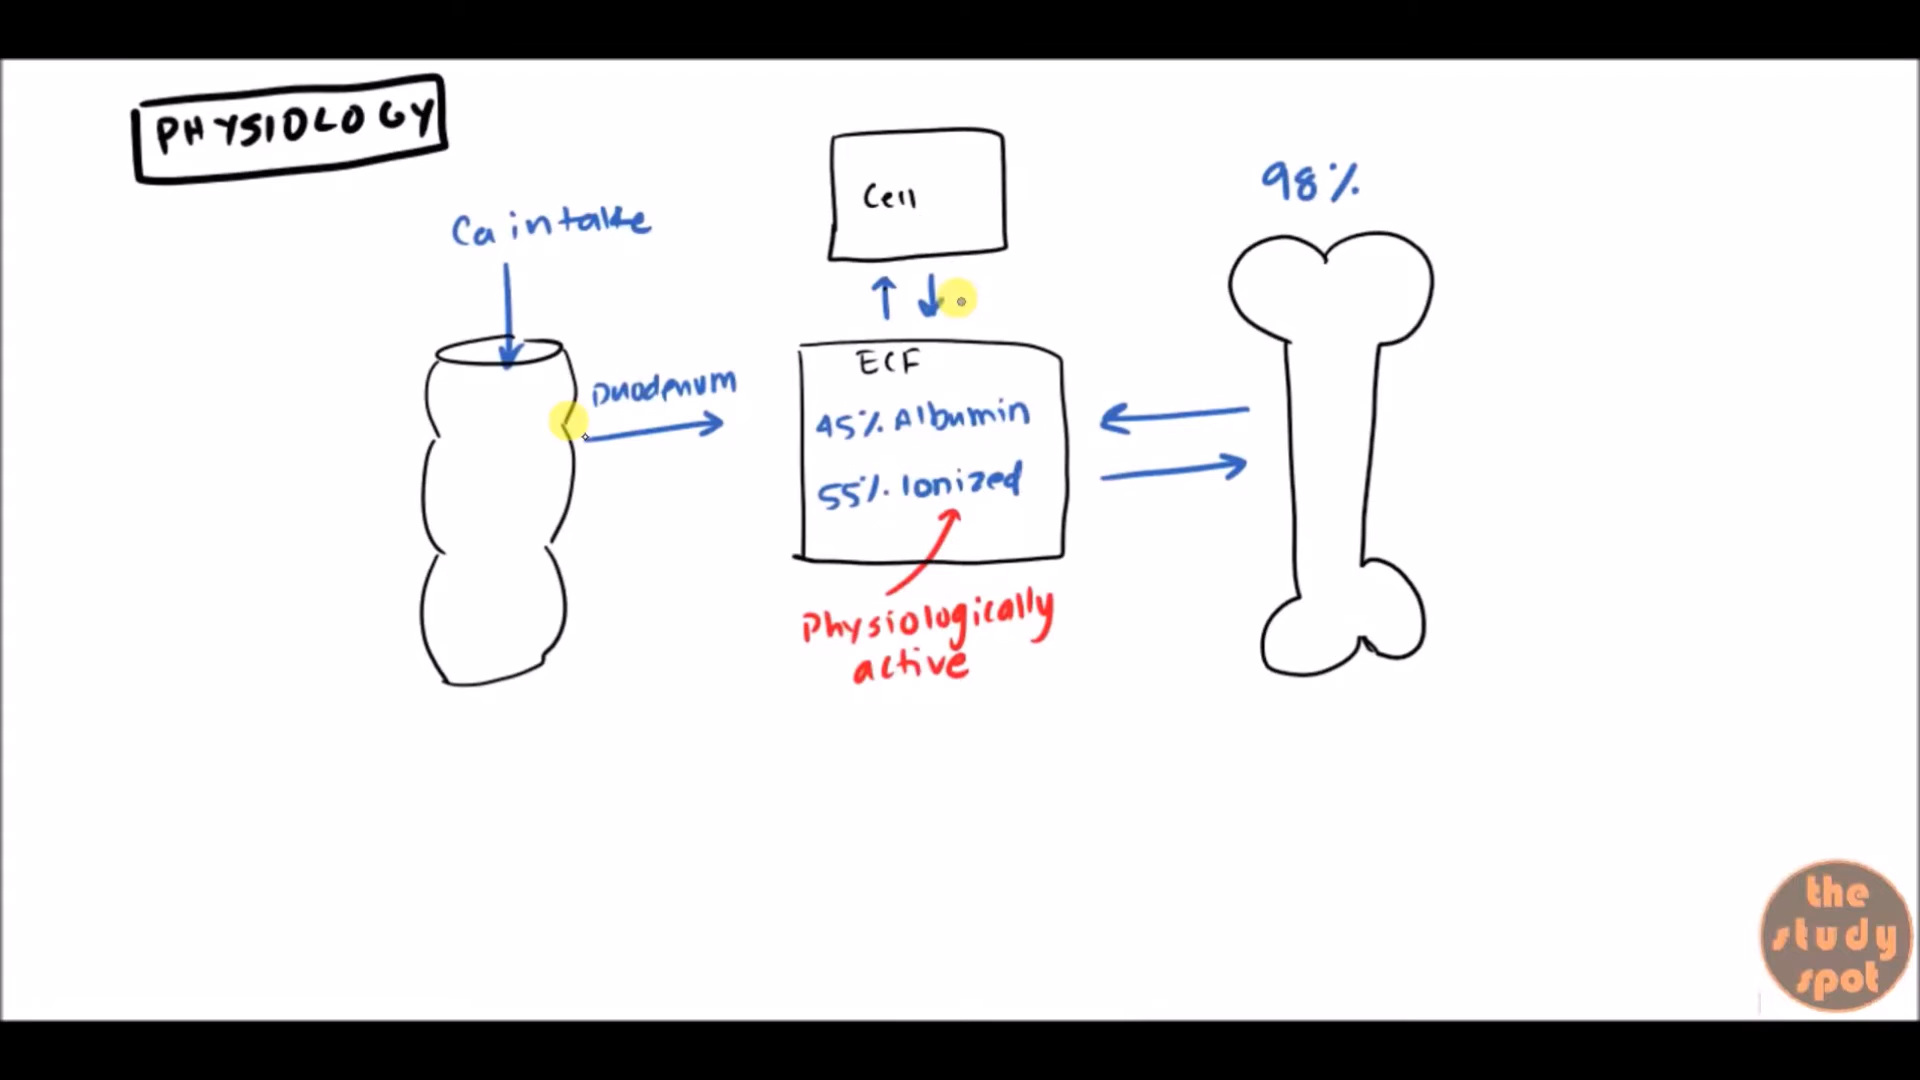 PHYSIOLOGY
Ca intake
Cell
98%
Duodenum
ECF
45% Albumin
55% Ionized
Physiologically
active
the
study
spot